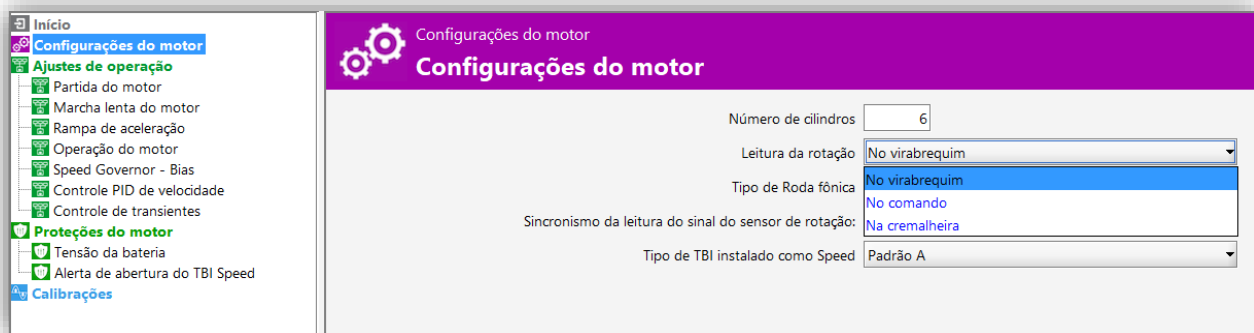 Início
Configurações do motor
Ajustes de operação
Partida do motor
Marcha lenta do motor
Rampa de aceleração
Operação do motor
Speed Governor - Bias
Controle PID de velocidade
Controle de transientes
Proteções do motor
Tensão da bateria
Alerta de abertura do TBI Speed
Calibrações
Configurações do motor
Configurações do motor
Número de cilindros 6
Leitura da rotação No virabrequim
No virabrequim
Tipo de Roda fônica
No comando
Sincronismo da leitura do sinal do sensor de rotação:
Na cremalheira
Tipo de TBI instalado como Speed Padrão A